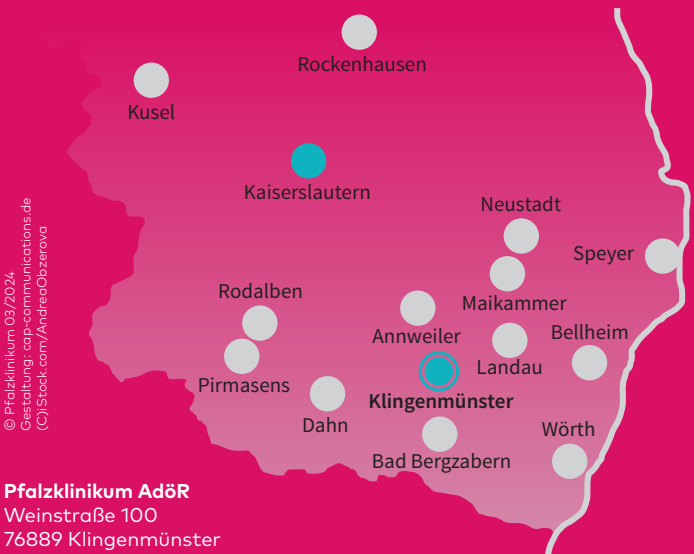 Rockenhausen
Kusel
Kaiserslautern
Neustadt
Speyer
Maikammer
Rodalben
Annweiler
Bellheim
Landau
Pirmasens
Klingenmünster
Dahn
Wörth
Bad Bergzabern
© Pfalzklinikum 03/2024
Gestaltung: cap-communications.de
(C)iStock.com/AndreaObzerova
Pfalzklinikum AdöR
Weinstraße 100
76889 Klingenmünster